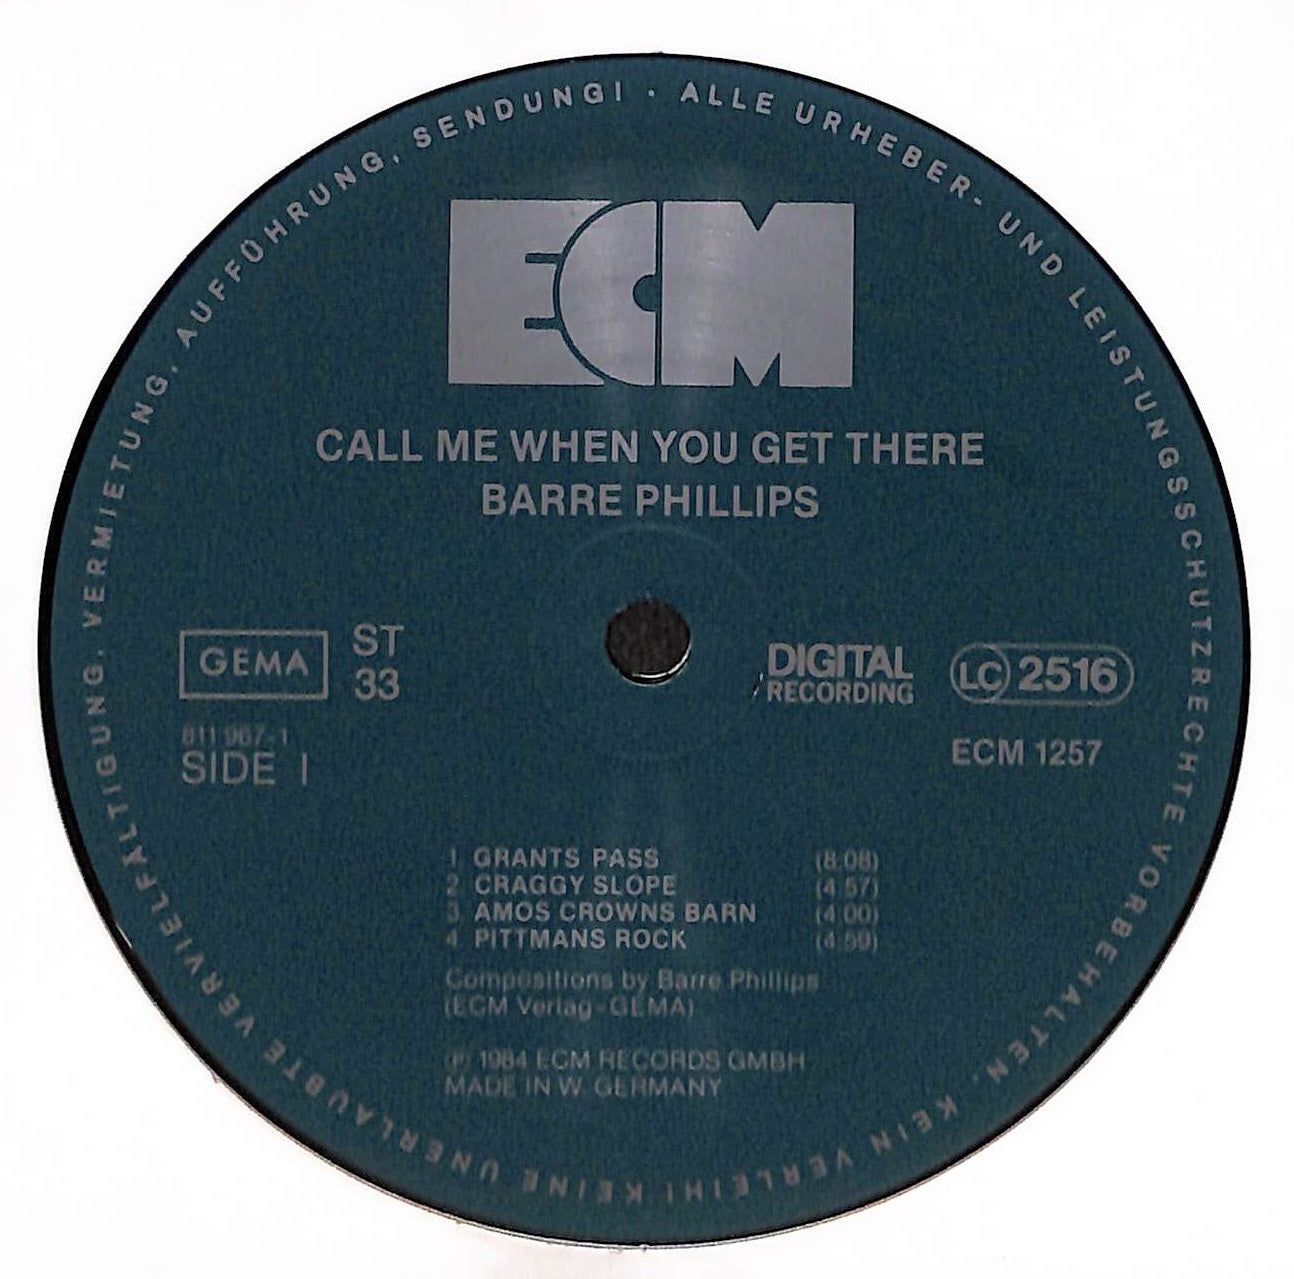 ALLE URHEBER- UND LEISTUNGSSCHUTZRECHTE VORBEHALTEN. KEIN VERLEIH! KEINE UNERLAUBTE VERVIELFÄLTIGUNG, VERMIETUNG, AUFFÜHRUNG, SENDUNG! ·
ECM
CALL ME WHEN YOU GET THERE
BARRE PHILLIPS
GEMA
ST
33
811 967-1
SIDE I
DIGITAL
RECORDING
LC 2516
ECM 1257
1. GRANTS PASS (8:08)
2. CRAGGY SLOPE (4:57)
3. AMOS CROWNS BARN (4:00)
4. PITTMANS ROCK (4:59)
Compositions by Barre Phillips
(ECM Verlag-GEMA)
℗ 1984 ECM RECORDS GMBH
MADE IN W. GERMANY